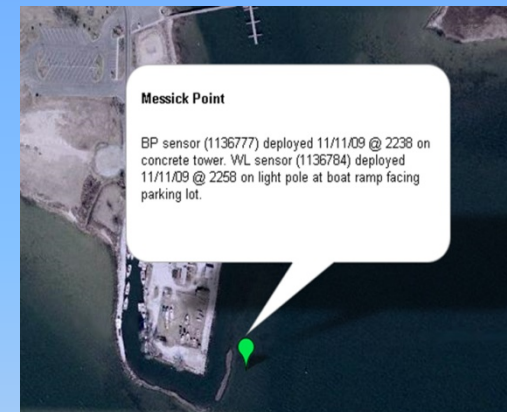 Messick Point
BP sensor (1136777) deployed 11/11/09 @ 2238 on
concrete tower. WL sensor (1136784) deployed
11/11/09 @ 2258 on light pole at boat ramp facing
parking lot.